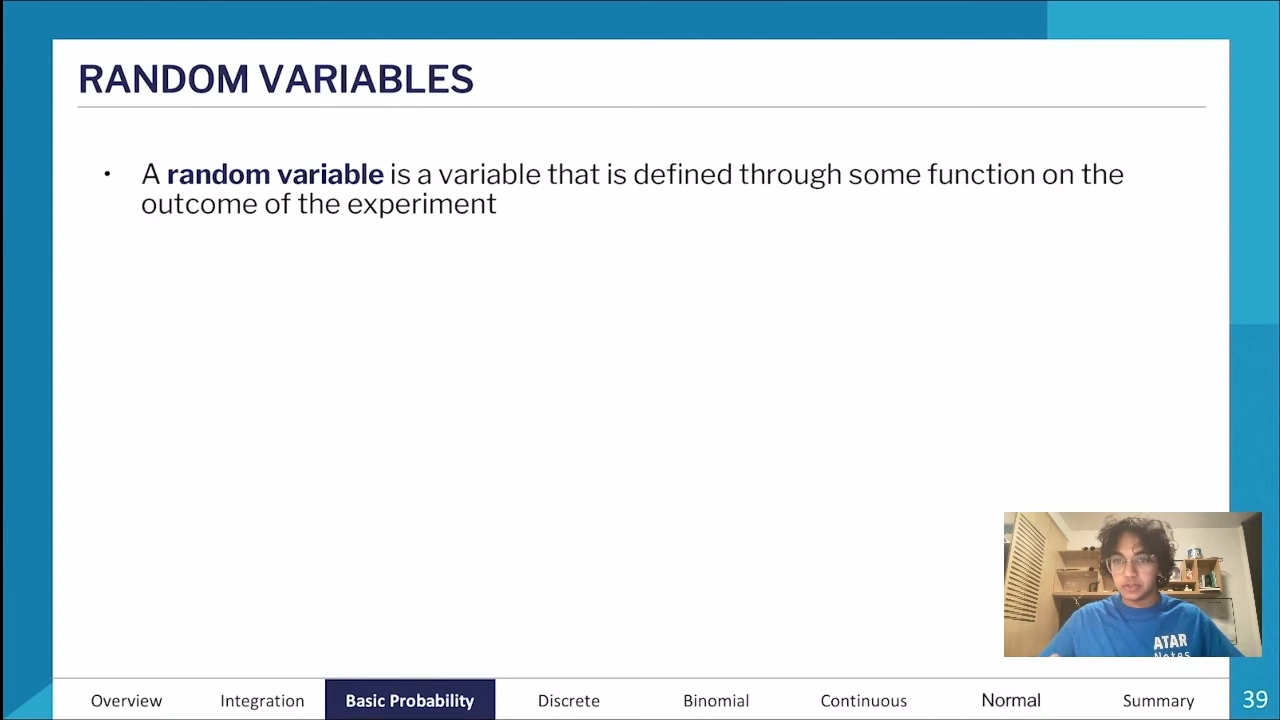 RANDOM VARIABLES
• A random variable is a variable that is defined through some function on the
outcome of the experiment
ATAR
Notes
Overview Integration Basic Probability Discrete Binomial Continuous Normal Summary 39